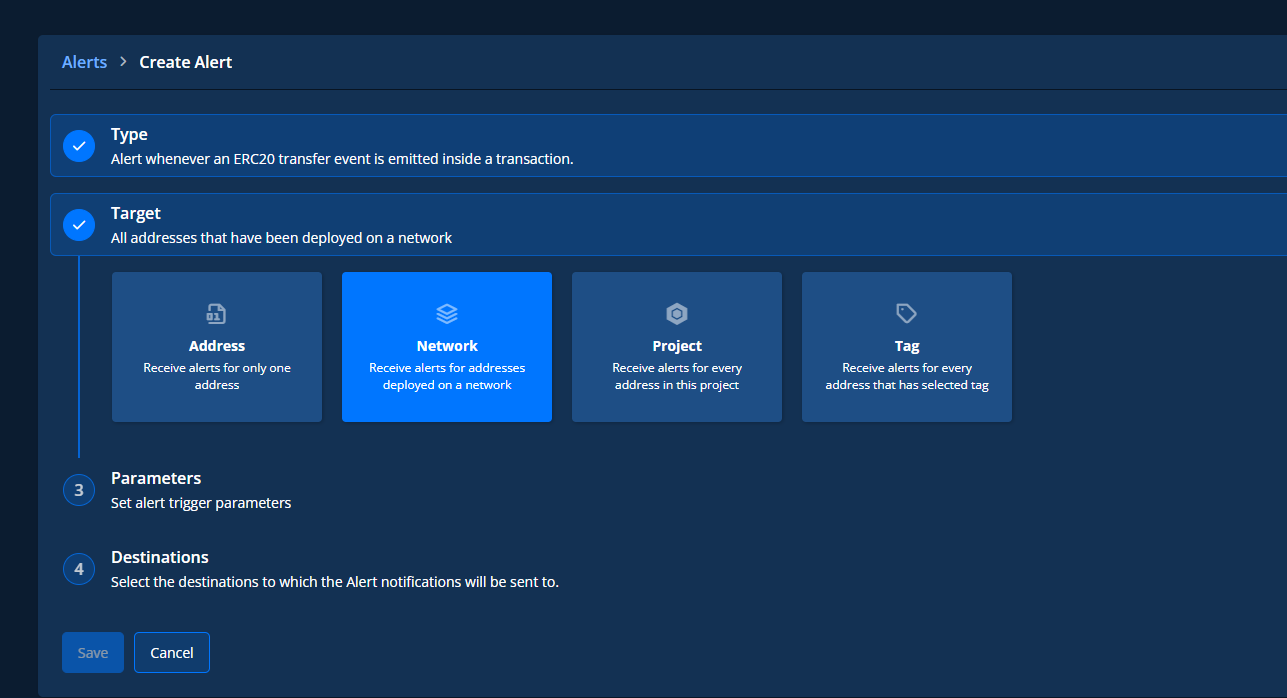 Alerts > Create Alert
Type
Alert whenever an ERC20 transfer event is emitted inside a transaction.
Target
All addresses that have been deployed on a network
Address
Receive alerts for only one
address
Network
Receive alerts for addresses
deployed on a network
Project
Receive alerts for every
address in this project
Tag
Receive alerts for every
address that has selected tag
3
Parameters
Set alert trigger parameters
4
Destinations
Select the destinations to which the Alert notifications will be sent to.
Save
Cancel